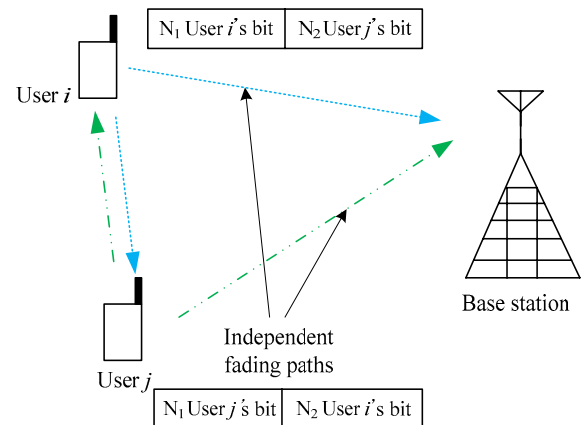 N₁ User i's bit N₂ User j's bit
User i
Base station
Independent
fading paths
User j
N₁ User j's bit N₂ User i's bit